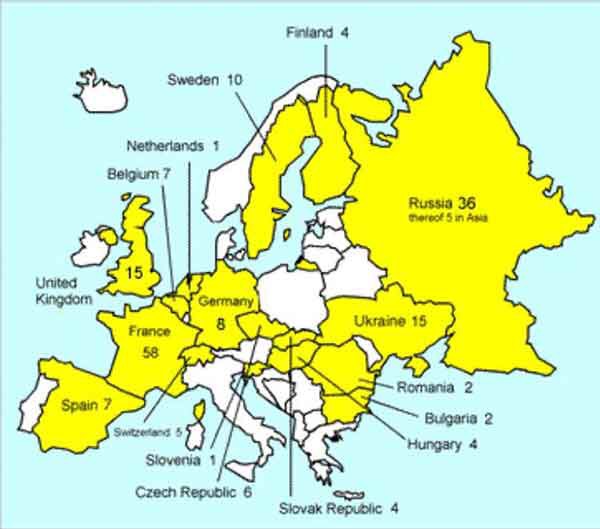 Finland 4
Sweden 10
Netherlands 1
Belgium 7
Russia 36
thereof 5 in Asia
15
United
Kingdom
Germany
8
Ukraine 15
France
58
Romania 2
Spain 7
Bulgaria 2
Switzerland 5
Hungary 4
Slovenia 1
Czech Republic 6
Slovak Republic 4